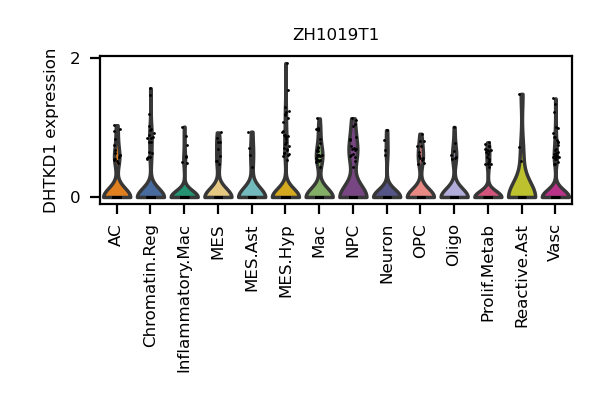 ZH1019T1
DHTKD1 expression
2
0
AC
Chromatin.Reg
Inflammatory.Mac
MES
MES.Ast
MES.Hyp
Mac
NPC
Neuron
OPC
Oligo
Prolif.Metab
Reactive.Ast
Vasc